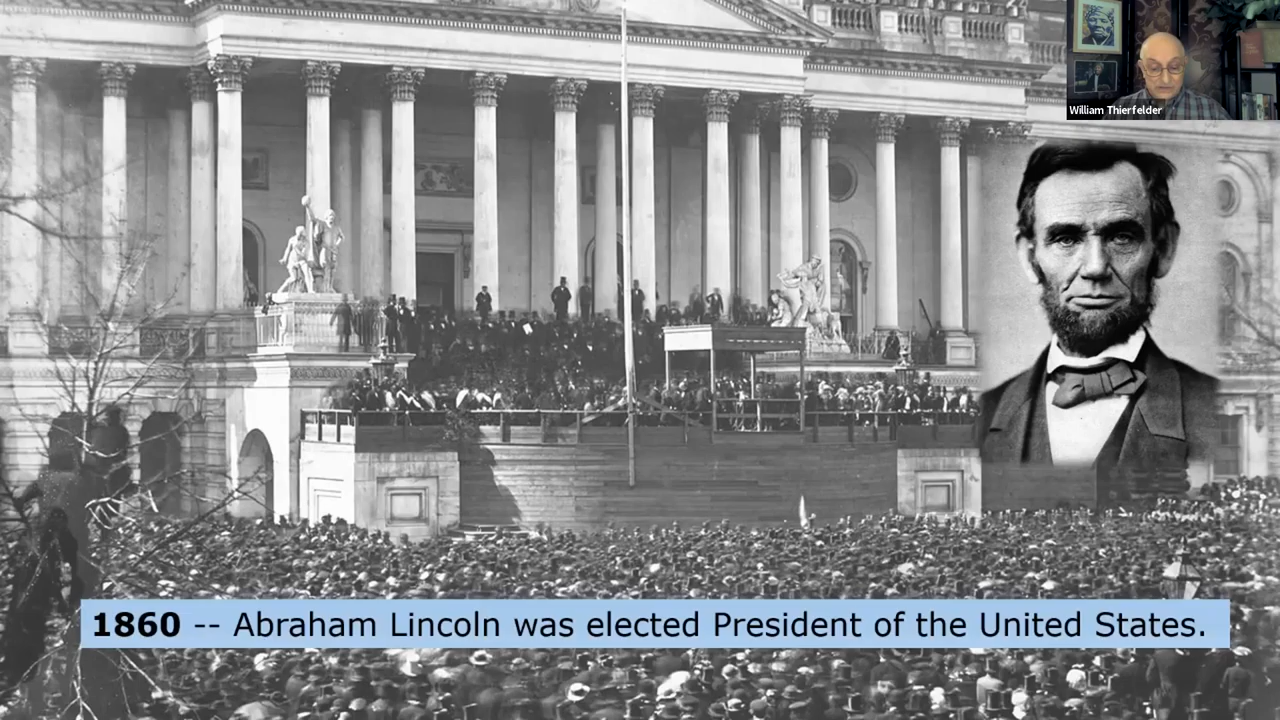 William Thierfelder
1860 -- Abraham Lincoln was elected President of the United States.